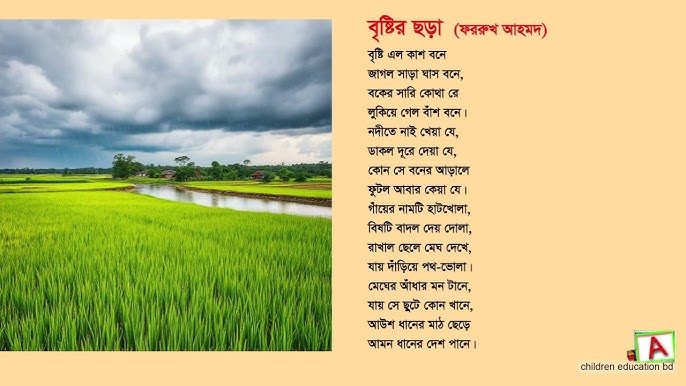 বৃষ্টির ছড়া (ফররুখ আহমদ)
বৃষ্টি এল কাশ বনে
জাগল সাড়া ঘাস বনে,
বকের সারি কোথা রে
লুকিয়ে গেল বাঁশ বনে।
নদীতে নাই খেয়া যে,
ডাকল দূরে দেয়া যে,
কোন সে বনের আড়ালে
ফুটল আবার কেয়া যে।
গাঁয়ের নামটি হাটখোলা,
বিষটি বাদল দেয় দোলা,
রাখাল ছেলে মেঘ দেখে,
যায় দাঁড়িয়ে পথ-ভোলা।
মেঘের আঁধার মন টানে,
যায় সে ছুটে কোন খানে,
আউশ ধানের মাঠ ছেড়ে
আমন ধানের দেশ পানে।
A
children education bd